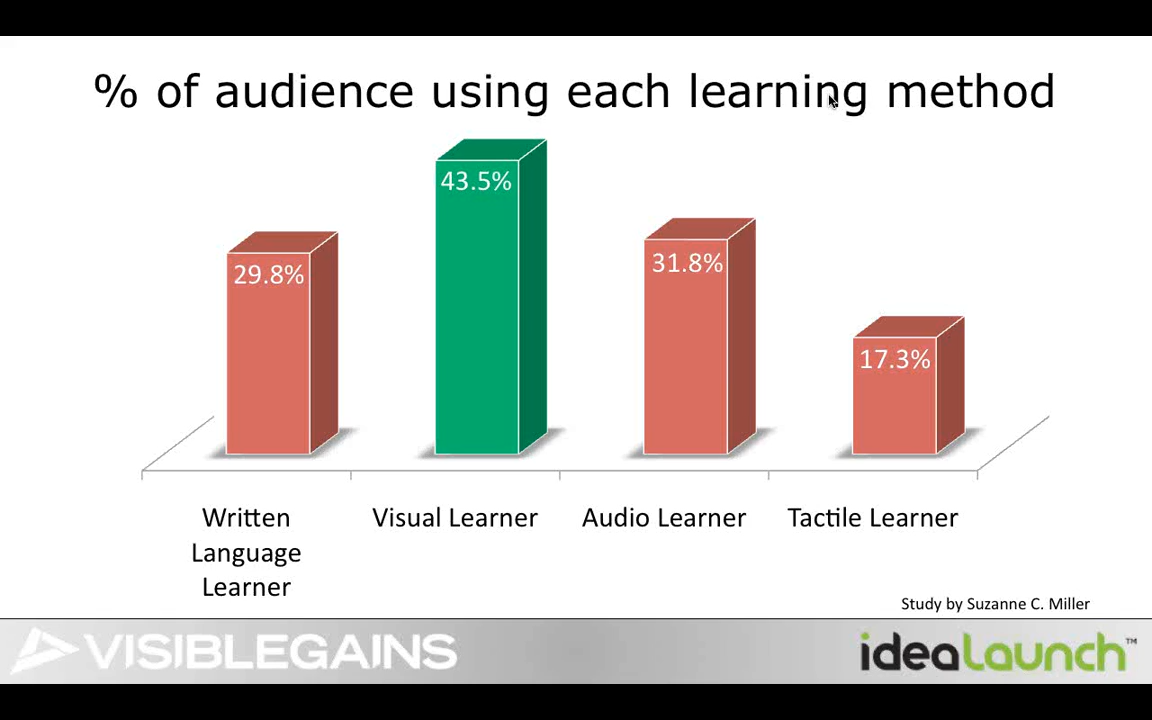 % of audience using each learning method
43.5%
29.8%
31.8%
17.3%
Written
Language
Learner
Visual Learner
Audio Learner
Tactile Learner
Study by Suzanne C. Miller
VISIBLEGAINS
idealaunch™